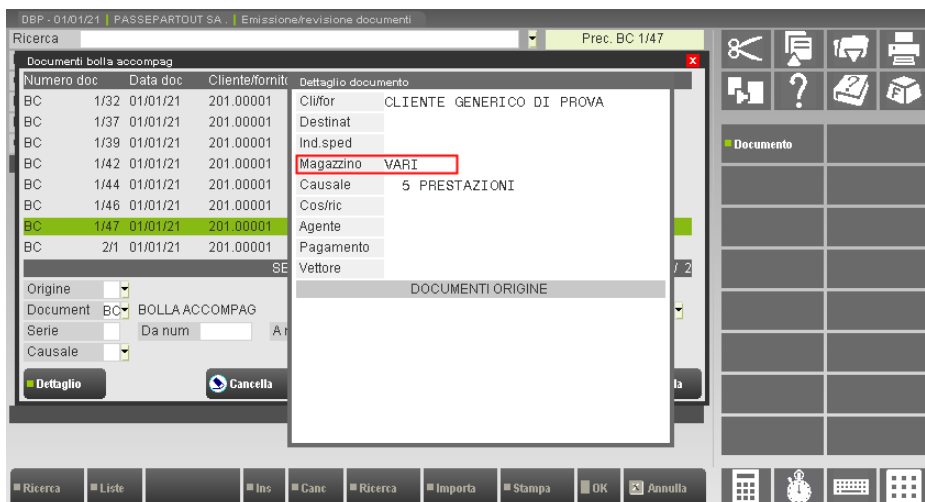 DBP - 01/01/21 | PASSEPARTOUT SA . | Emissione/revisione documenti
Ricerca Prec. BC 1/47
Documenti bolla accompag x
Numero doc Data doc Cliente/fornito
BC 1/32 01/01/21 201.00001
BC 1/37 01/01/21 201.00001
BC 1/39 01/01/21 201.00001
BC 1/42 01/01/21 201.00001
BC 1/44 01/01/21 201.00001
BC 1/46 01/01/21 201.00001
BC 1/47 01/01/21 201.00001
BC 2/1 01/01/21 201.00001
SE / 2
Origine
Document BC BOLLA ACCOMPAG
Serie Da num A n
Causale
Dettaglio Cancella la
Dettaglio documento
Cli/for CLIENTE GENERICO DI PROVA
Destinat
Ind.sped
Magazzino VARI
Causale 5 PRESTAZIONI
Cos/ric
Agente
Pagamento
Vettore
DOCUMENTI ORIGINE
? F
Documento
Ricerca Liste Ins Canc Ricerca Importa Stampa OK Annulla